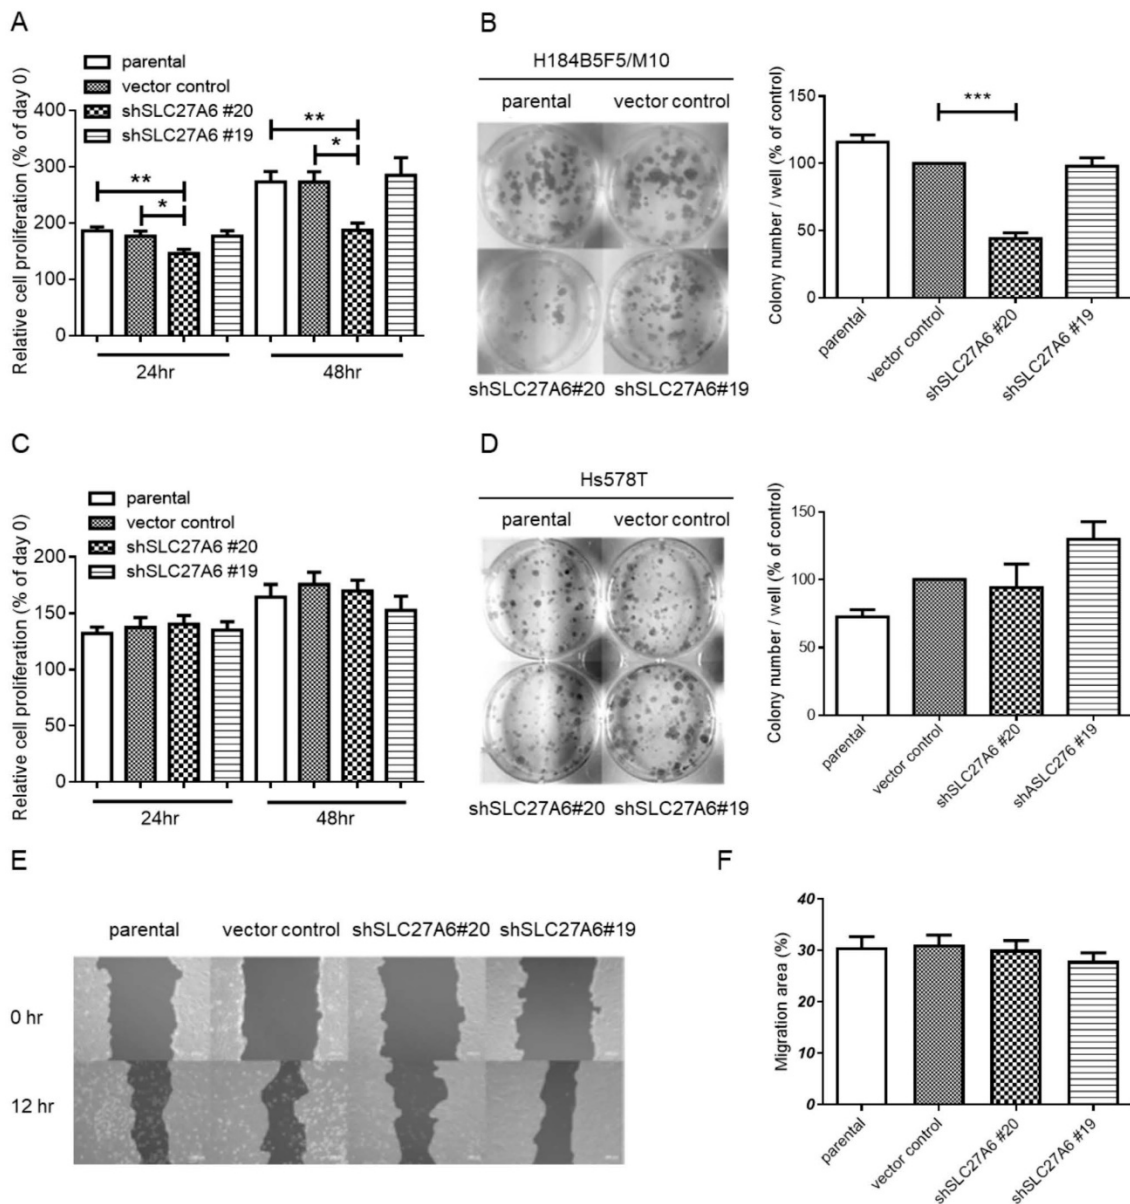 A
parental
vector control
shSLC27A6 #20
shSLC27A6 #19
Relative cell proliferation (% of day 0)
400
300
200
100
0
**
*
**
*
24hr
48hr
B
H184B5F5/M10
parental vector control
shSLC27A6#20 shSLC27A6#19
Colony number / well (% of control)
150
100
50
0
***
parental
vector control
shSLC27A6 #20
shSLC27A6 #19
C
parental
vector control
shSLC27A6 #20
shSLC27A6 #19
Relative cell proliferation (% of day 0)
200
150
100
50
0
24hr
48hr
D
Hs578T
parental vector control
shSLC27A6#20 shSLC27A6#19
Colony number / well (% of control)
150
100
50
0
parental
vector control
shSLC27A6 #20
shASLC276 #19
E
parental vector control shSLC27A6#20 shSLC27A6#19
0 hr
12 hr
F
Migration area (%)
40
30
20
10
0
parental
vector control
shSLC27A6 #20
shSLC27A6 #19